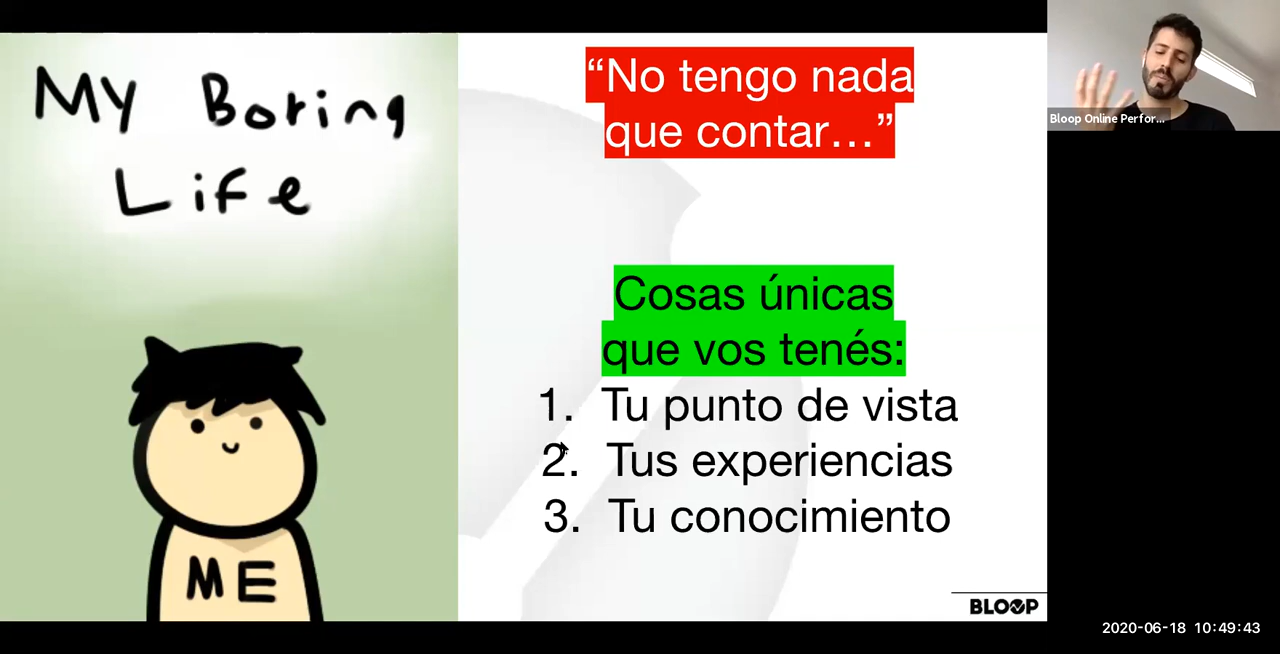 My Boring
Life
ME
“No tengo nada
que contar...”
Cosas únicas
que vos tenés:
1. Tu punto de vista
2. Tus experiencias
3. Tu conocimiento
BLOOP
Bloop Online Perfor...
2020-06-18 10:49:43